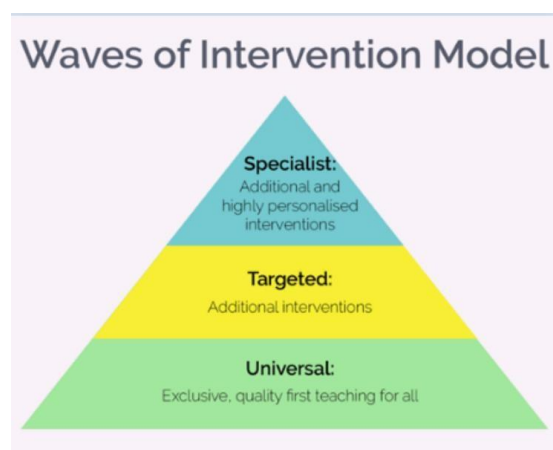 Waves of Intervention Model
Specialist:
Additional and
highly personalised
interventions
Targeted:
Additional interventions
Universal:
Exclusive, quality first teaching for all